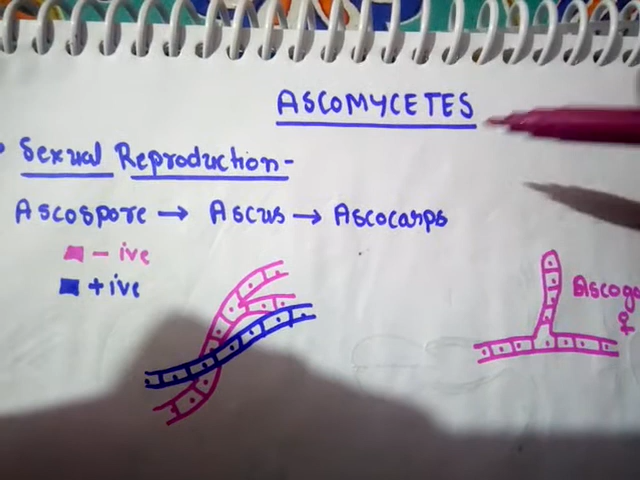 ASCOMYCETES
Sexual Reproduction-
Ascospore → Ascus → Ascocarps
- ive
+ ive
♀